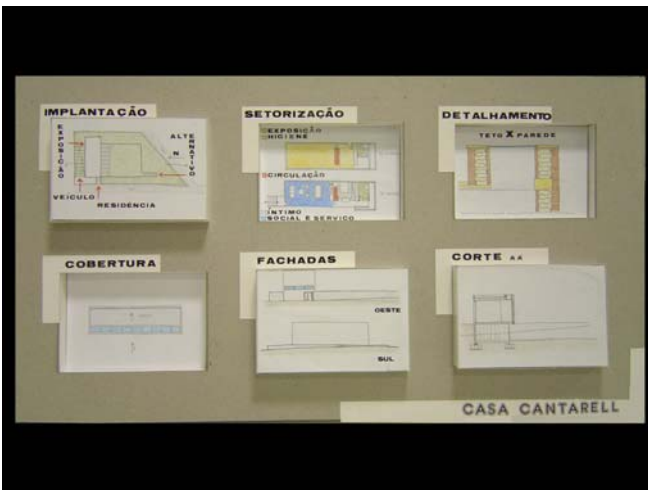 IMPLANTAÇÃO
EXPOSIÇÃO
ALTERNATIVO
N
VEÍCULO
RESIDÊNCIA
SETORIZAÇÃO
EXPOSIÇÃO
HIGIENE
CIRCULAÇÃO
ÍNTIMO
SOCIAL E SERVIÇO
DETALHAMENTO
TETO X PAREDE
COBERTURA
FACHADAS
OESTE
SUL
CORTE AA
CASA CANTARELL